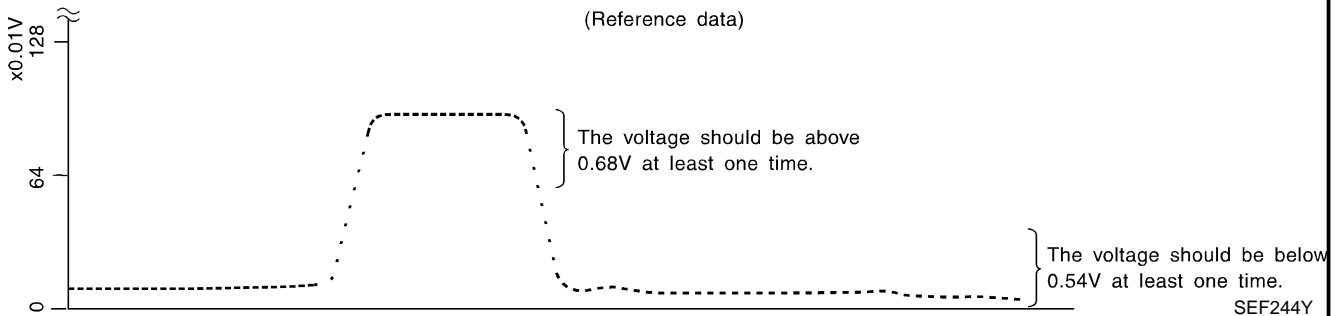 (Reference data)
x0.01V
128
64
0
The voltage should be above
0.68V at least one time.
The voltage should be below
0.54V at least one time.
SEF244Y